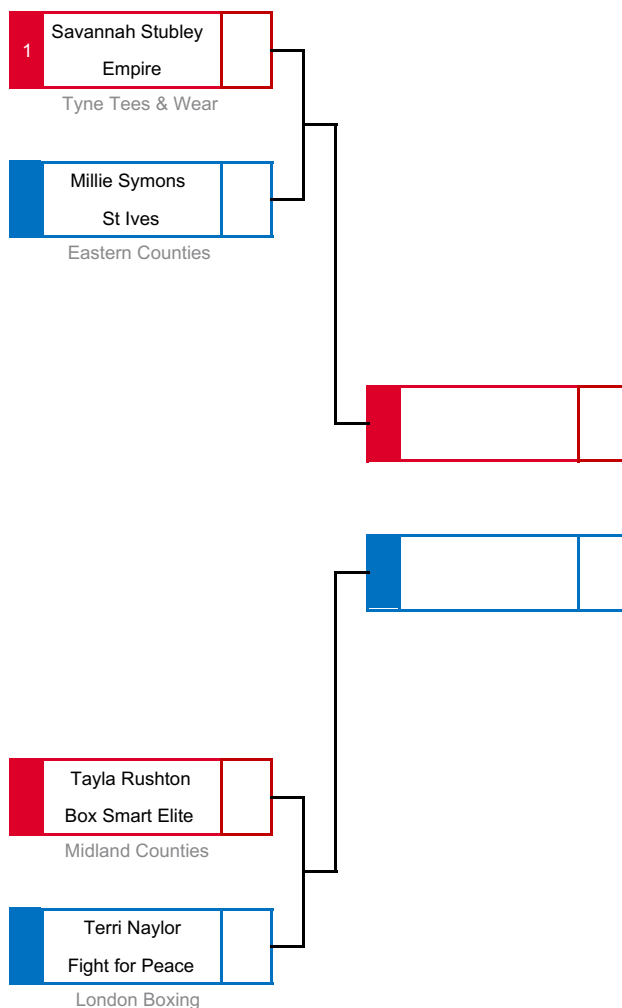 1
Savannah Stubley
Empire
Tyne Tees & Wear
Millie Symons
St Ives
Eastern Counties
Tayla Rushton
Box Smart Elite
Midland Counties
Terri Naylor
Fight for Peace
London Boxing